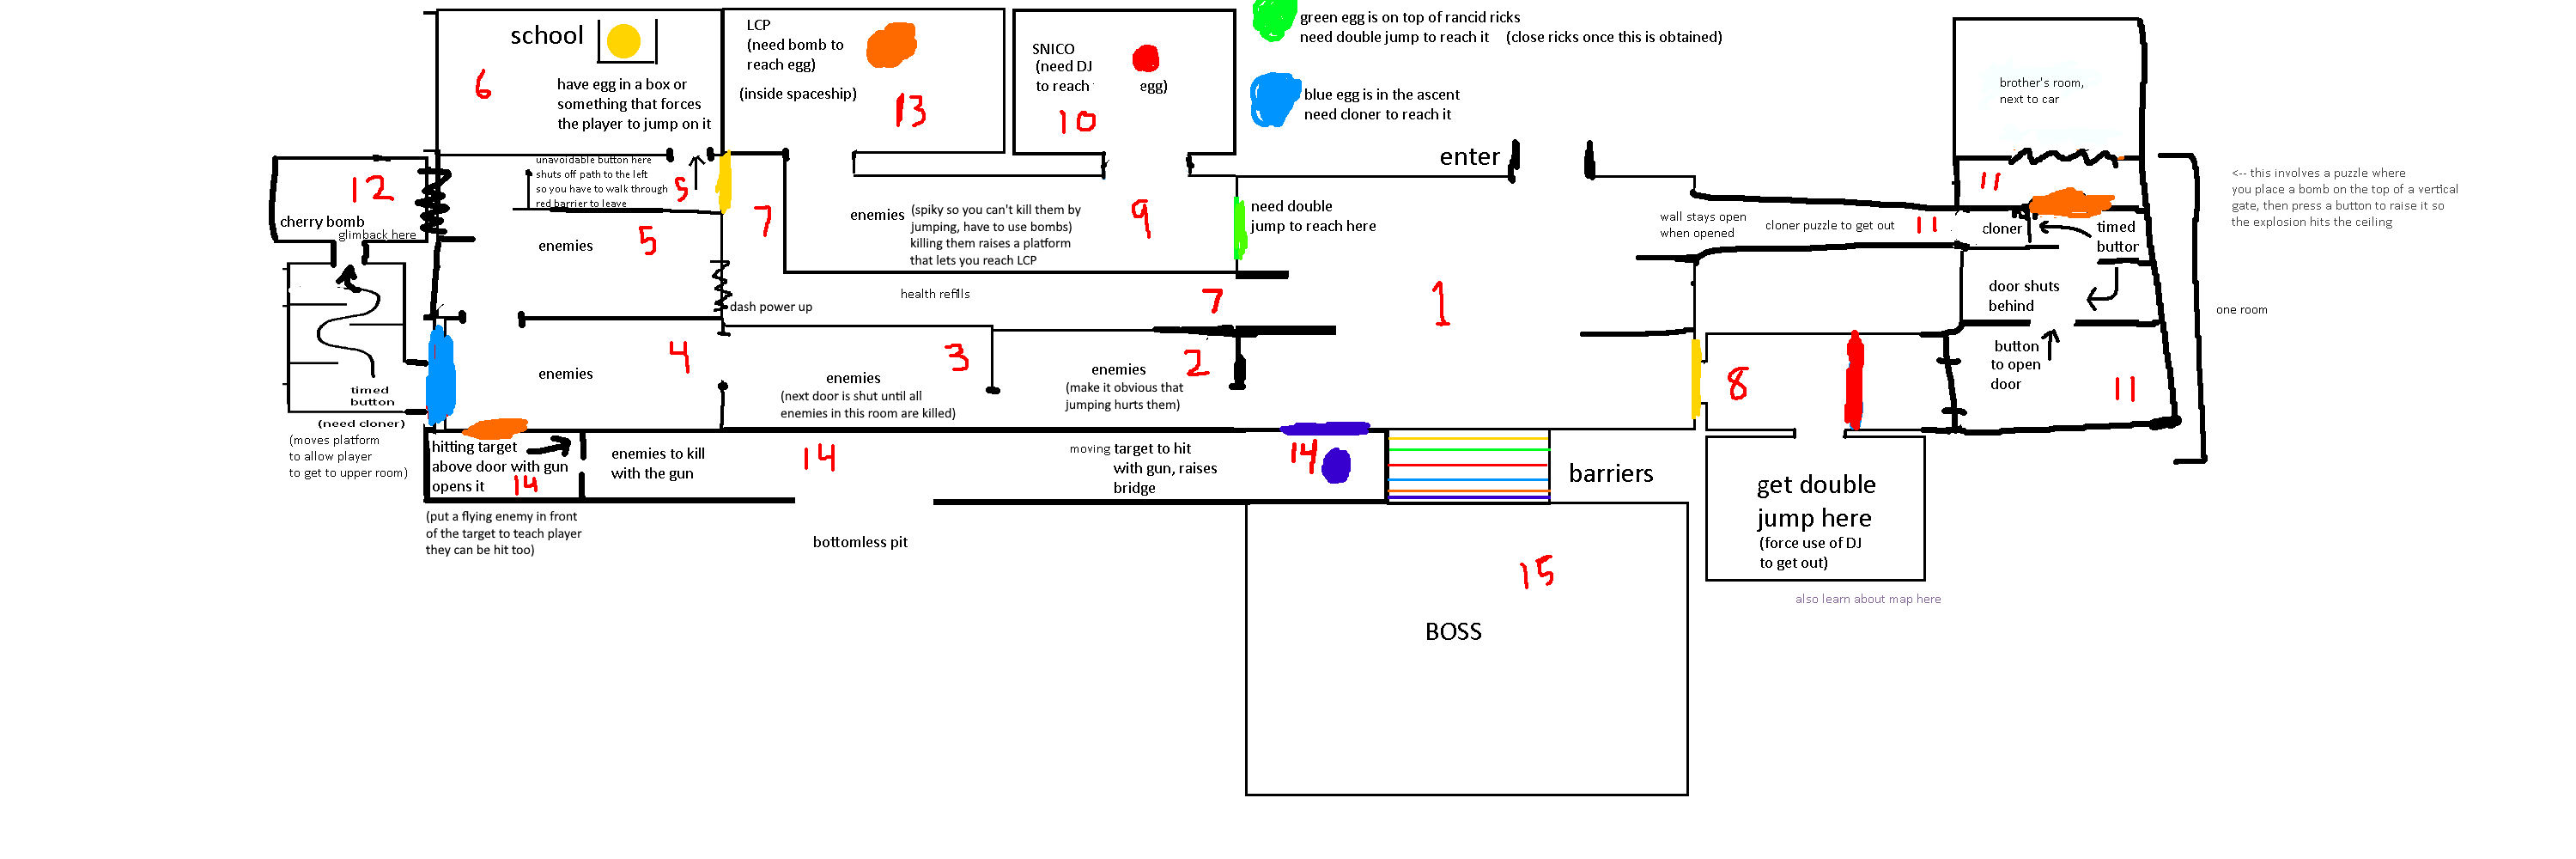 school
6
have egg in a box or
something that forces
the player to jump on it
LCP
(need bomb to
reach egg)
(inside spaceship)
13
SNICO
(need DJ
to reach
egg)
10
green egg is on top of rancid ricks
need double jump to reach it (close ricks once this is obtained)
blue egg is in the ascent
need cloner to reach it
enter
brother's room,
next to car
<-- this involves a puzzle where
you place a bomb on the top of a vertical
gate, then press a button to raise it so
the explosion hits the ceiling
one room
12
cherry bomb
glimback here
unavoidable button here
shuts off path to the left
so you have to walk through
red barrier to leave
5
enemies
5
7
enemies (spiky so you can't kill them by
jumping, have to use bombs)
killing them raises a platform
that lets you reach LCP
9
need double
jump to reach here
wall stays open
when opened
cloner puzzle to get out
11
11
cloner
timed
button
door shuts
behind
button
to open
door
11
health refills
7
dash power up
1
4
enemies
3
enemies
(next door is shut until all
enemies in this room are killed)
2
enemies
(make it obvious that
jumping hurts them)
8
timed
button
(need cloner)
(moves platform
to allow player
to get to upper room)
hitting target
above door with gun
opens it
14
enemies to kill
with the gun
14
moving target to hit
with gun, raises
bridge
14
barriers
get double
jump here
(force use of DJ
to get out)
also learn about map here
(put a flying enemy in front
of the target to teach player
they can be hit too)
bottomless pit
15
BOSS